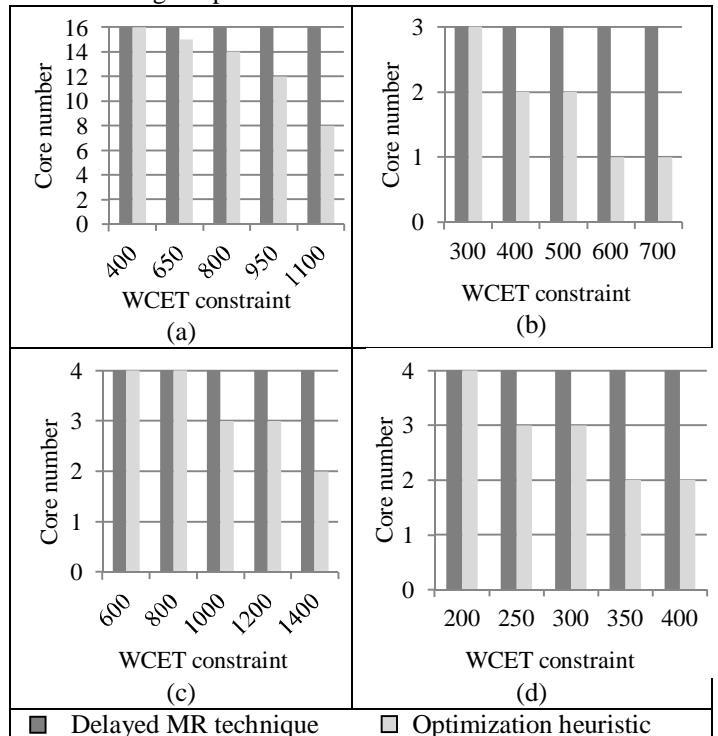 16
14
12
10
8
6
4
2
0
Core number
400 650 800 950 1100
WCET constraint
(a)
3
2
1
0
Core number
300 400 500 600 700
WCET constraint
(b)
4
3
2
1
0
Core number
600 800 1000 1200 1400
WCET constraint
(c)
4
3
2
1
0
Core number
200 250 300 350 400
WCET constraint
(d)
Delayed MR technique Optimization heuristic